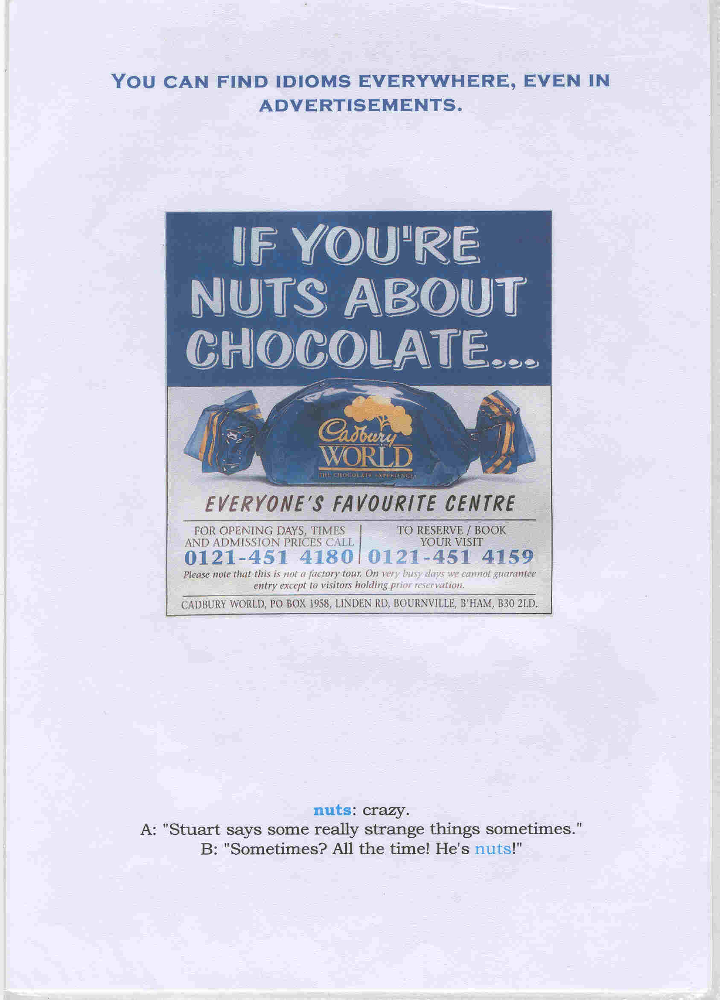 YOU CAN FIND IDIOMS EVERYWHERE, EVEN IN
ADVERTISEMENTS.
IF YOU'RE
NUTS ABOUT
CHOCOLATE...
Cadbury
WORLD
THE CHOCOLATE EXPERIENCE
EVERYONE'S FAVOURITE CENTRE
FOR OPENING DAYS, TIMES
AND ADMISSION PRICES CALL
0121-451 4180
TO RESERVE / BOOK
YOUR VISIT
0121-451 4159
Please note that this is not a factory tour. On very busy days we cannot guarantee
entry except to visitors holding prior reservation.
CADBURY WORLD, PO BOX 1958, LINDEN RD, BOURNVILLE, B'HAM, B30 2LD.
nuts: crazy.
A: "Stuart says some really strange things sometimes."
B: "Sometimes? All the time! He's nuts!"